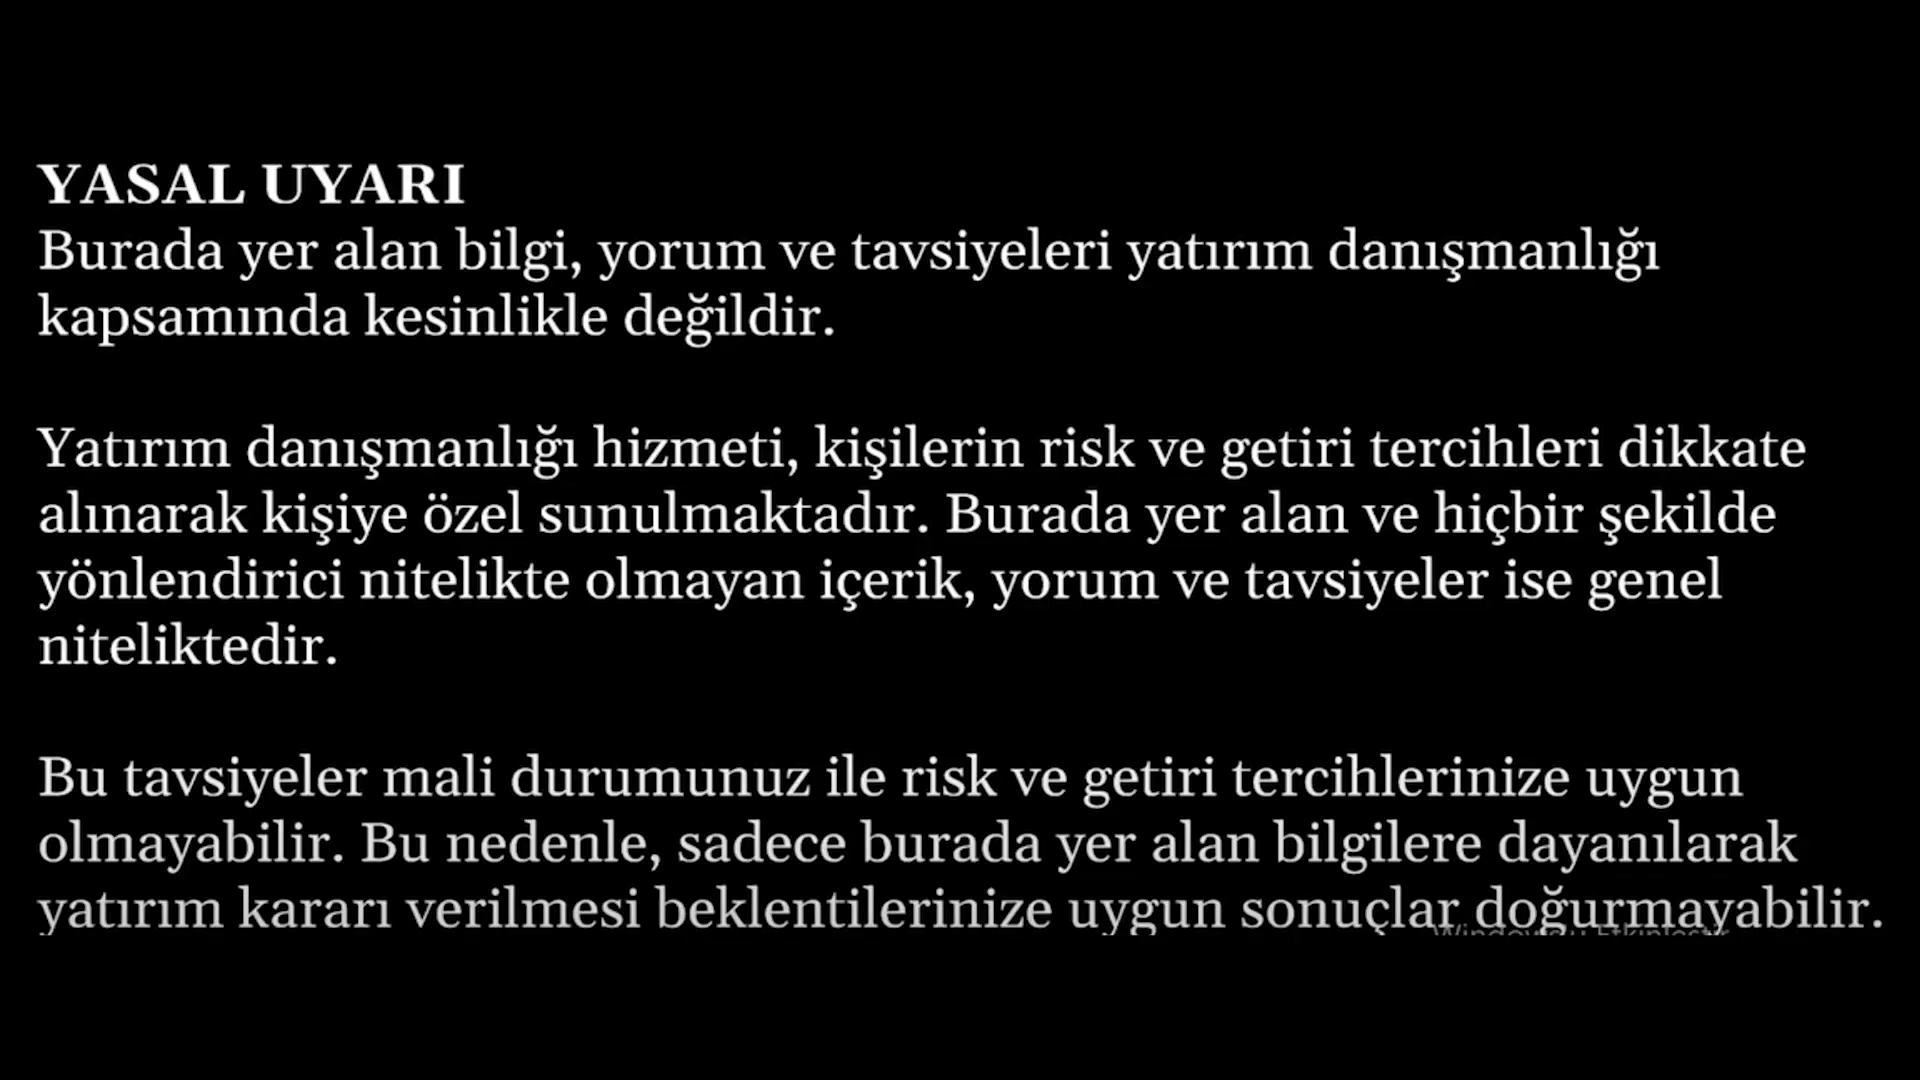 YASAL UYARI
Burada yer alan bilgi, yorum ve tavsiyeleri yatırım danışmanlığı
kapsamında kesinlikle değildir.
Yatırım danışmanlığı hizmeti, kişilerin risk ve getiri tercihleri dikkate
alınarak kişiye özel sunulmaktadır. Burada yer alan ve hiçbir şekilde
yönlendirici nitelikte olmayan içerik, yorum ve tavsiyeler ise genel
niteliktedir.
Bu tavsiyeler mali durumunuz ile risk ve getiri tercihlerinize uygun
olmayabilir. Bu nedenle, sadece burada yer alan bilgilere dayanılarak
yatırım kararı verilmesi beklentilerinize uygun sonuçlar doğurmayabilir.